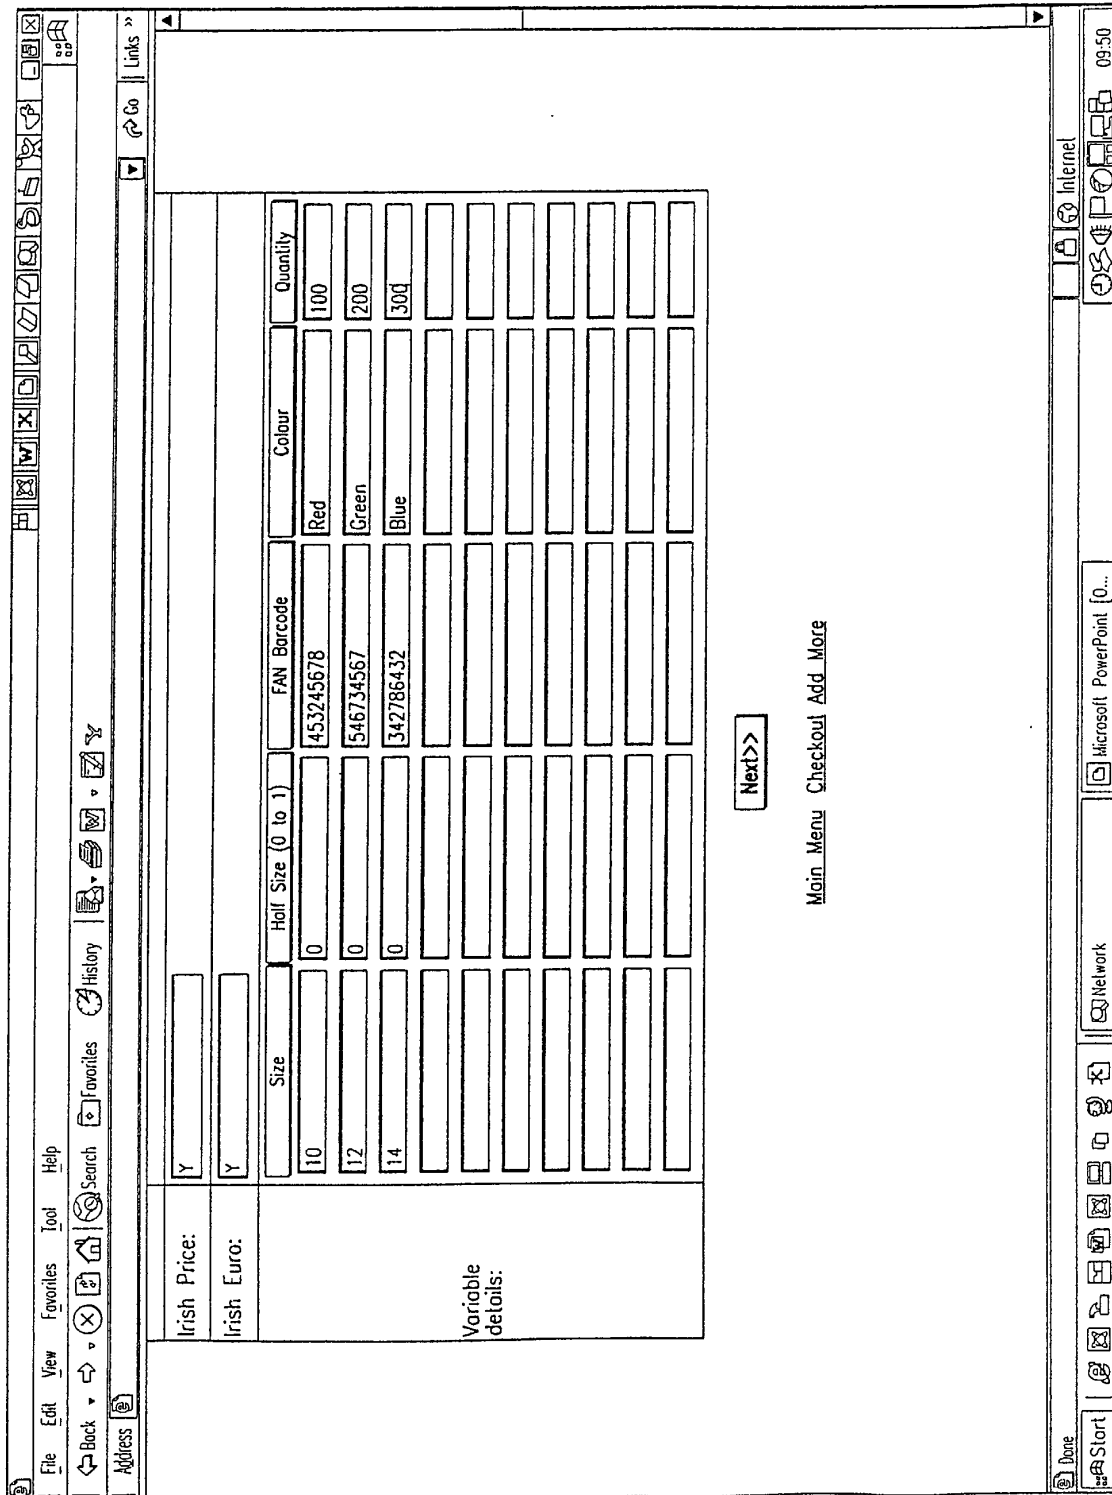 File Edit View Favorites Tool Help
Back Search Favorites History
Address Go Links »
Irish Price: Y
Irish Euro: Y
Variable
details:
Size Half Size (0 to 1) FAN Barcode Colour Quantity
10 0 453245678 Red 100
12 0 546734567 Green 200
14 0 342786432 Blue 300
Next>>
Main Menu Checkout Add More
Done Internet
Start Network Microsoft PowerPoint [o... 09:50